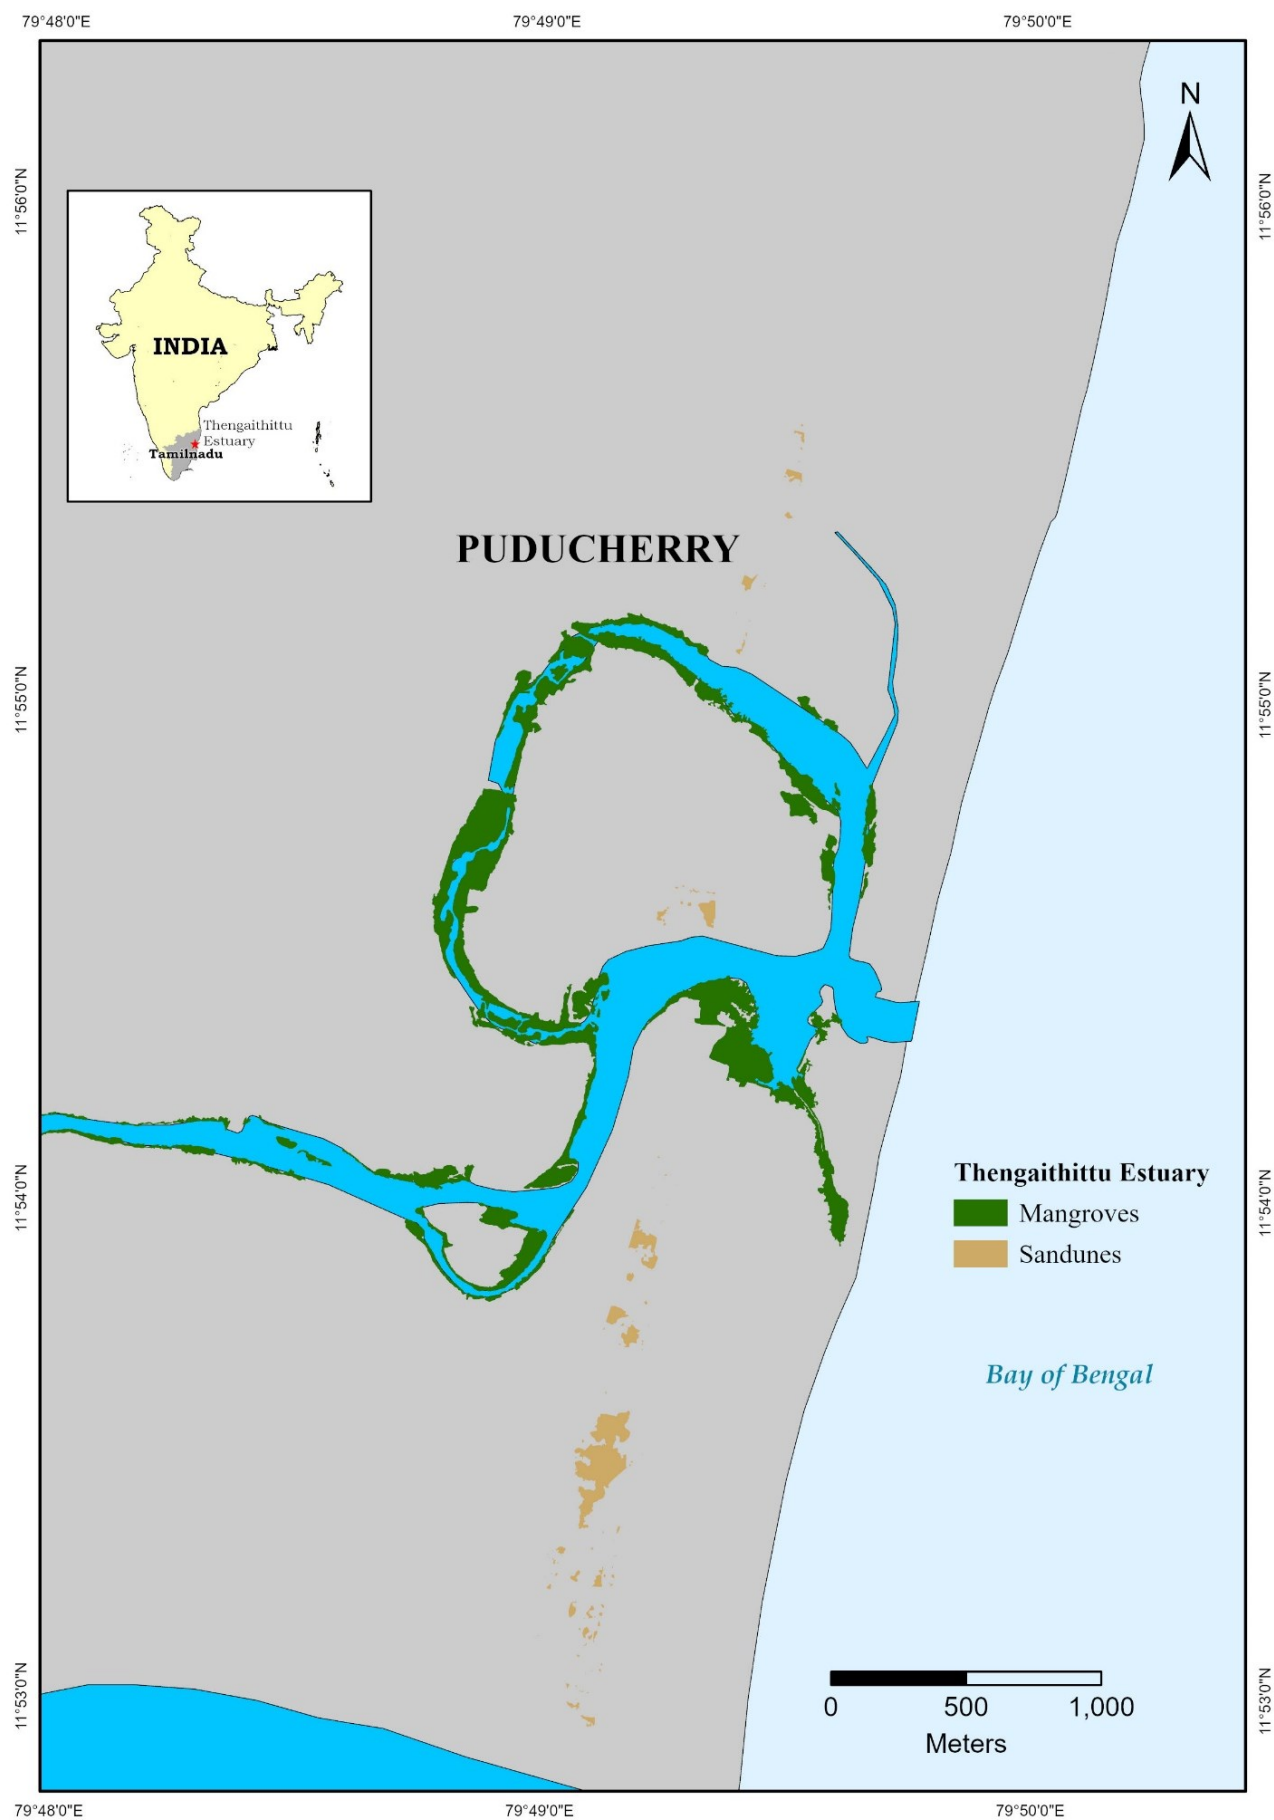 79°48'0"E
79°49'0"E
79°50'0"E
N
11°56'0"N
11°56'0"N
INDIA
Thengaithittu
Estuary
Tamilnadu
PUDUCHERRY
11°55'0"N
11°55'0"N
Thengaithittu Estuary
Mangroves
Sandunes
11°54'0"N
11°54'0"N
Bay of Bengal
11°53'0"N
11°53'0"N
0 500 1,000
Meters
79°48'0"E
79°49'0"E
79°50'0"E